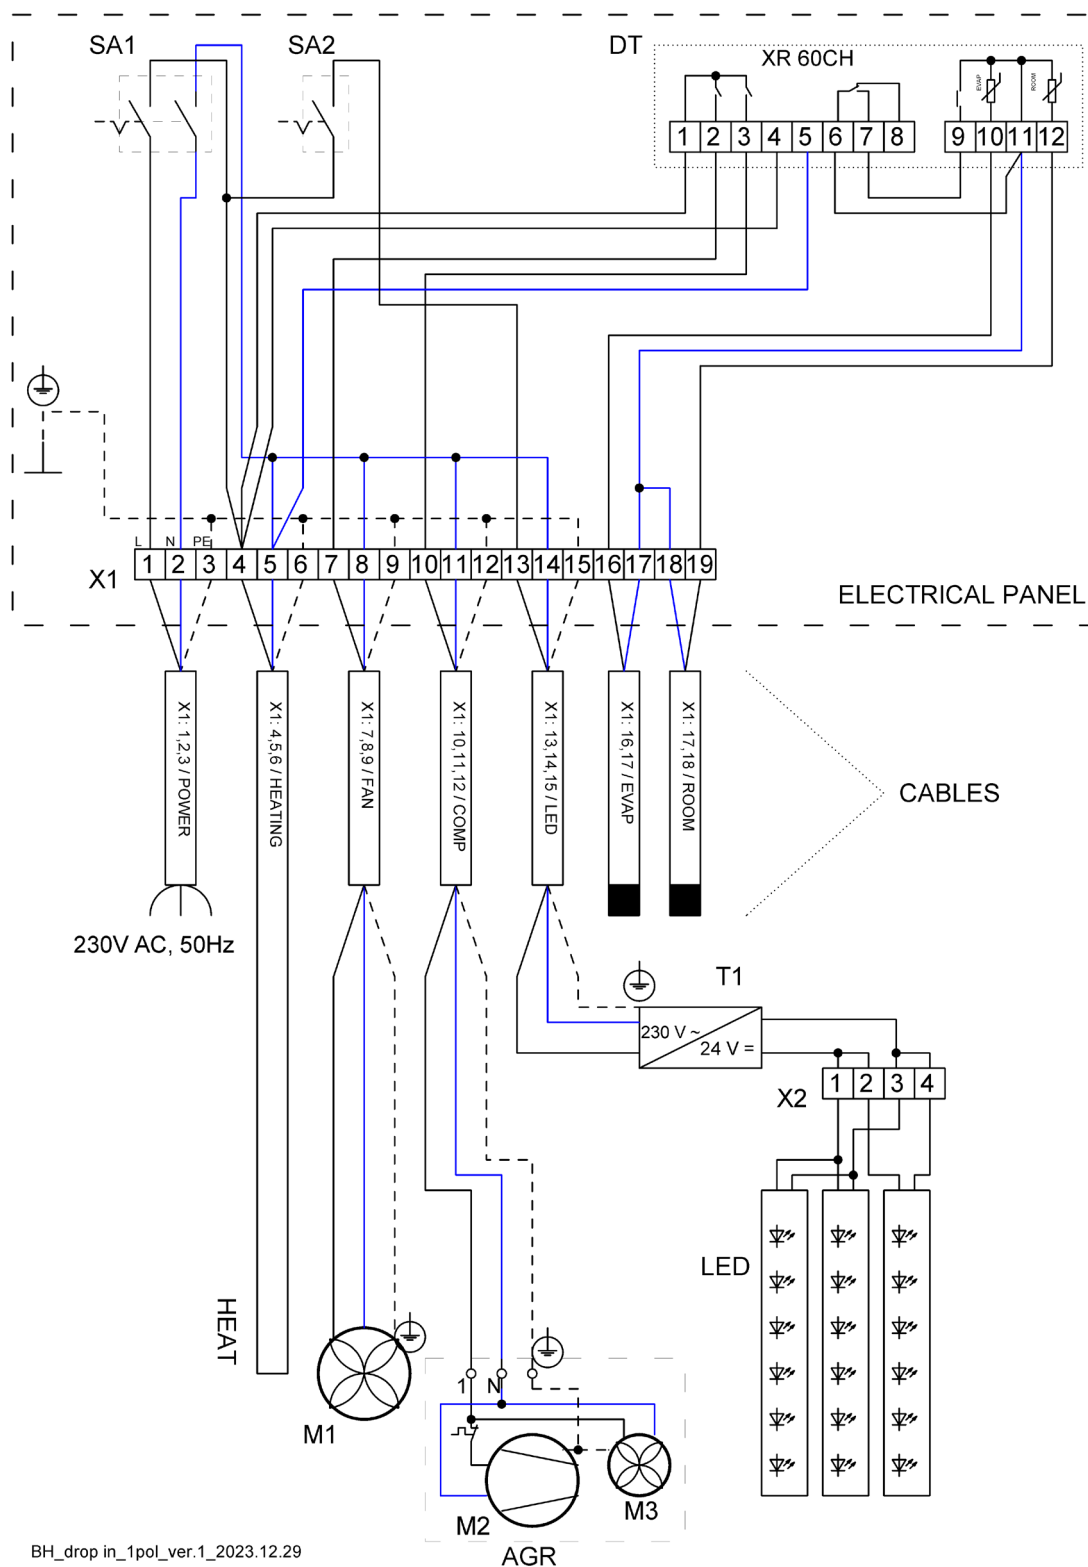 SA1 SA2 DT
XR 60CH
EVAP ROOM
1 2 3 4 5 6 7 8 9 10 11 12
L N PE
X1 1 2 3 4 5 6 7 8 9 10 11 12 13 14 15 16 17 18 19
ELECTRICAL PANEL
X1: 1,2,3 / POWER
X1: 4,5,6 / HEATING
X1: 7,8,9 / FAN
X1: 10,11,12 / COMP
X1: 13,14,15 / LED
X1: 16,17 / EVAP
X1: 17,18 / ROOM
CABLES
230V AC, 50Hz
T1
230 V ~
24 V =
X2 1 2 3 4
LED
HEAT
M1
1 N
M2 M3
AGR
BH_drop in_1pol_ver.1_2023.12.29